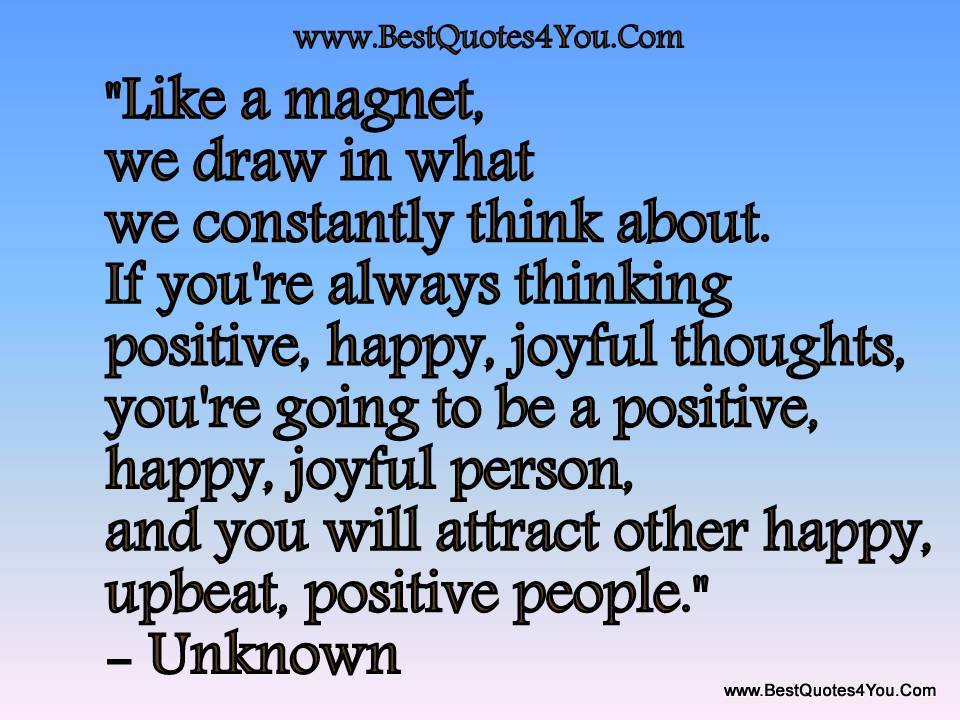 www.BestQuotes4You.Com
"Like a magnet,
we draw in what
we constantly think about.
If you're always thinking
positive, happy, joyful thoughts,
you're going to be a positive,
happy, joyful person,
and you will attract other happy,
upbeat, positive people."
- Unknown
www.BestQuotes4You.Com